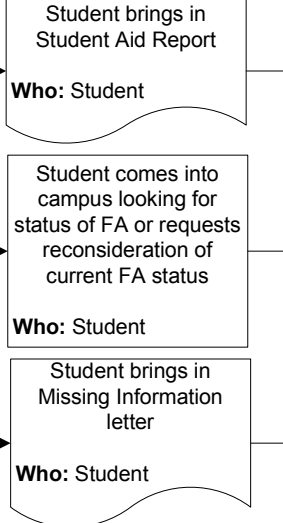 Student brings in
Student Aid Report
Who: Student
Student comes into
campus looking for
status of FA or requests
reconsideration of
current FA status
Who: Student
Student brings in
Missing Information
letter
Who: Student